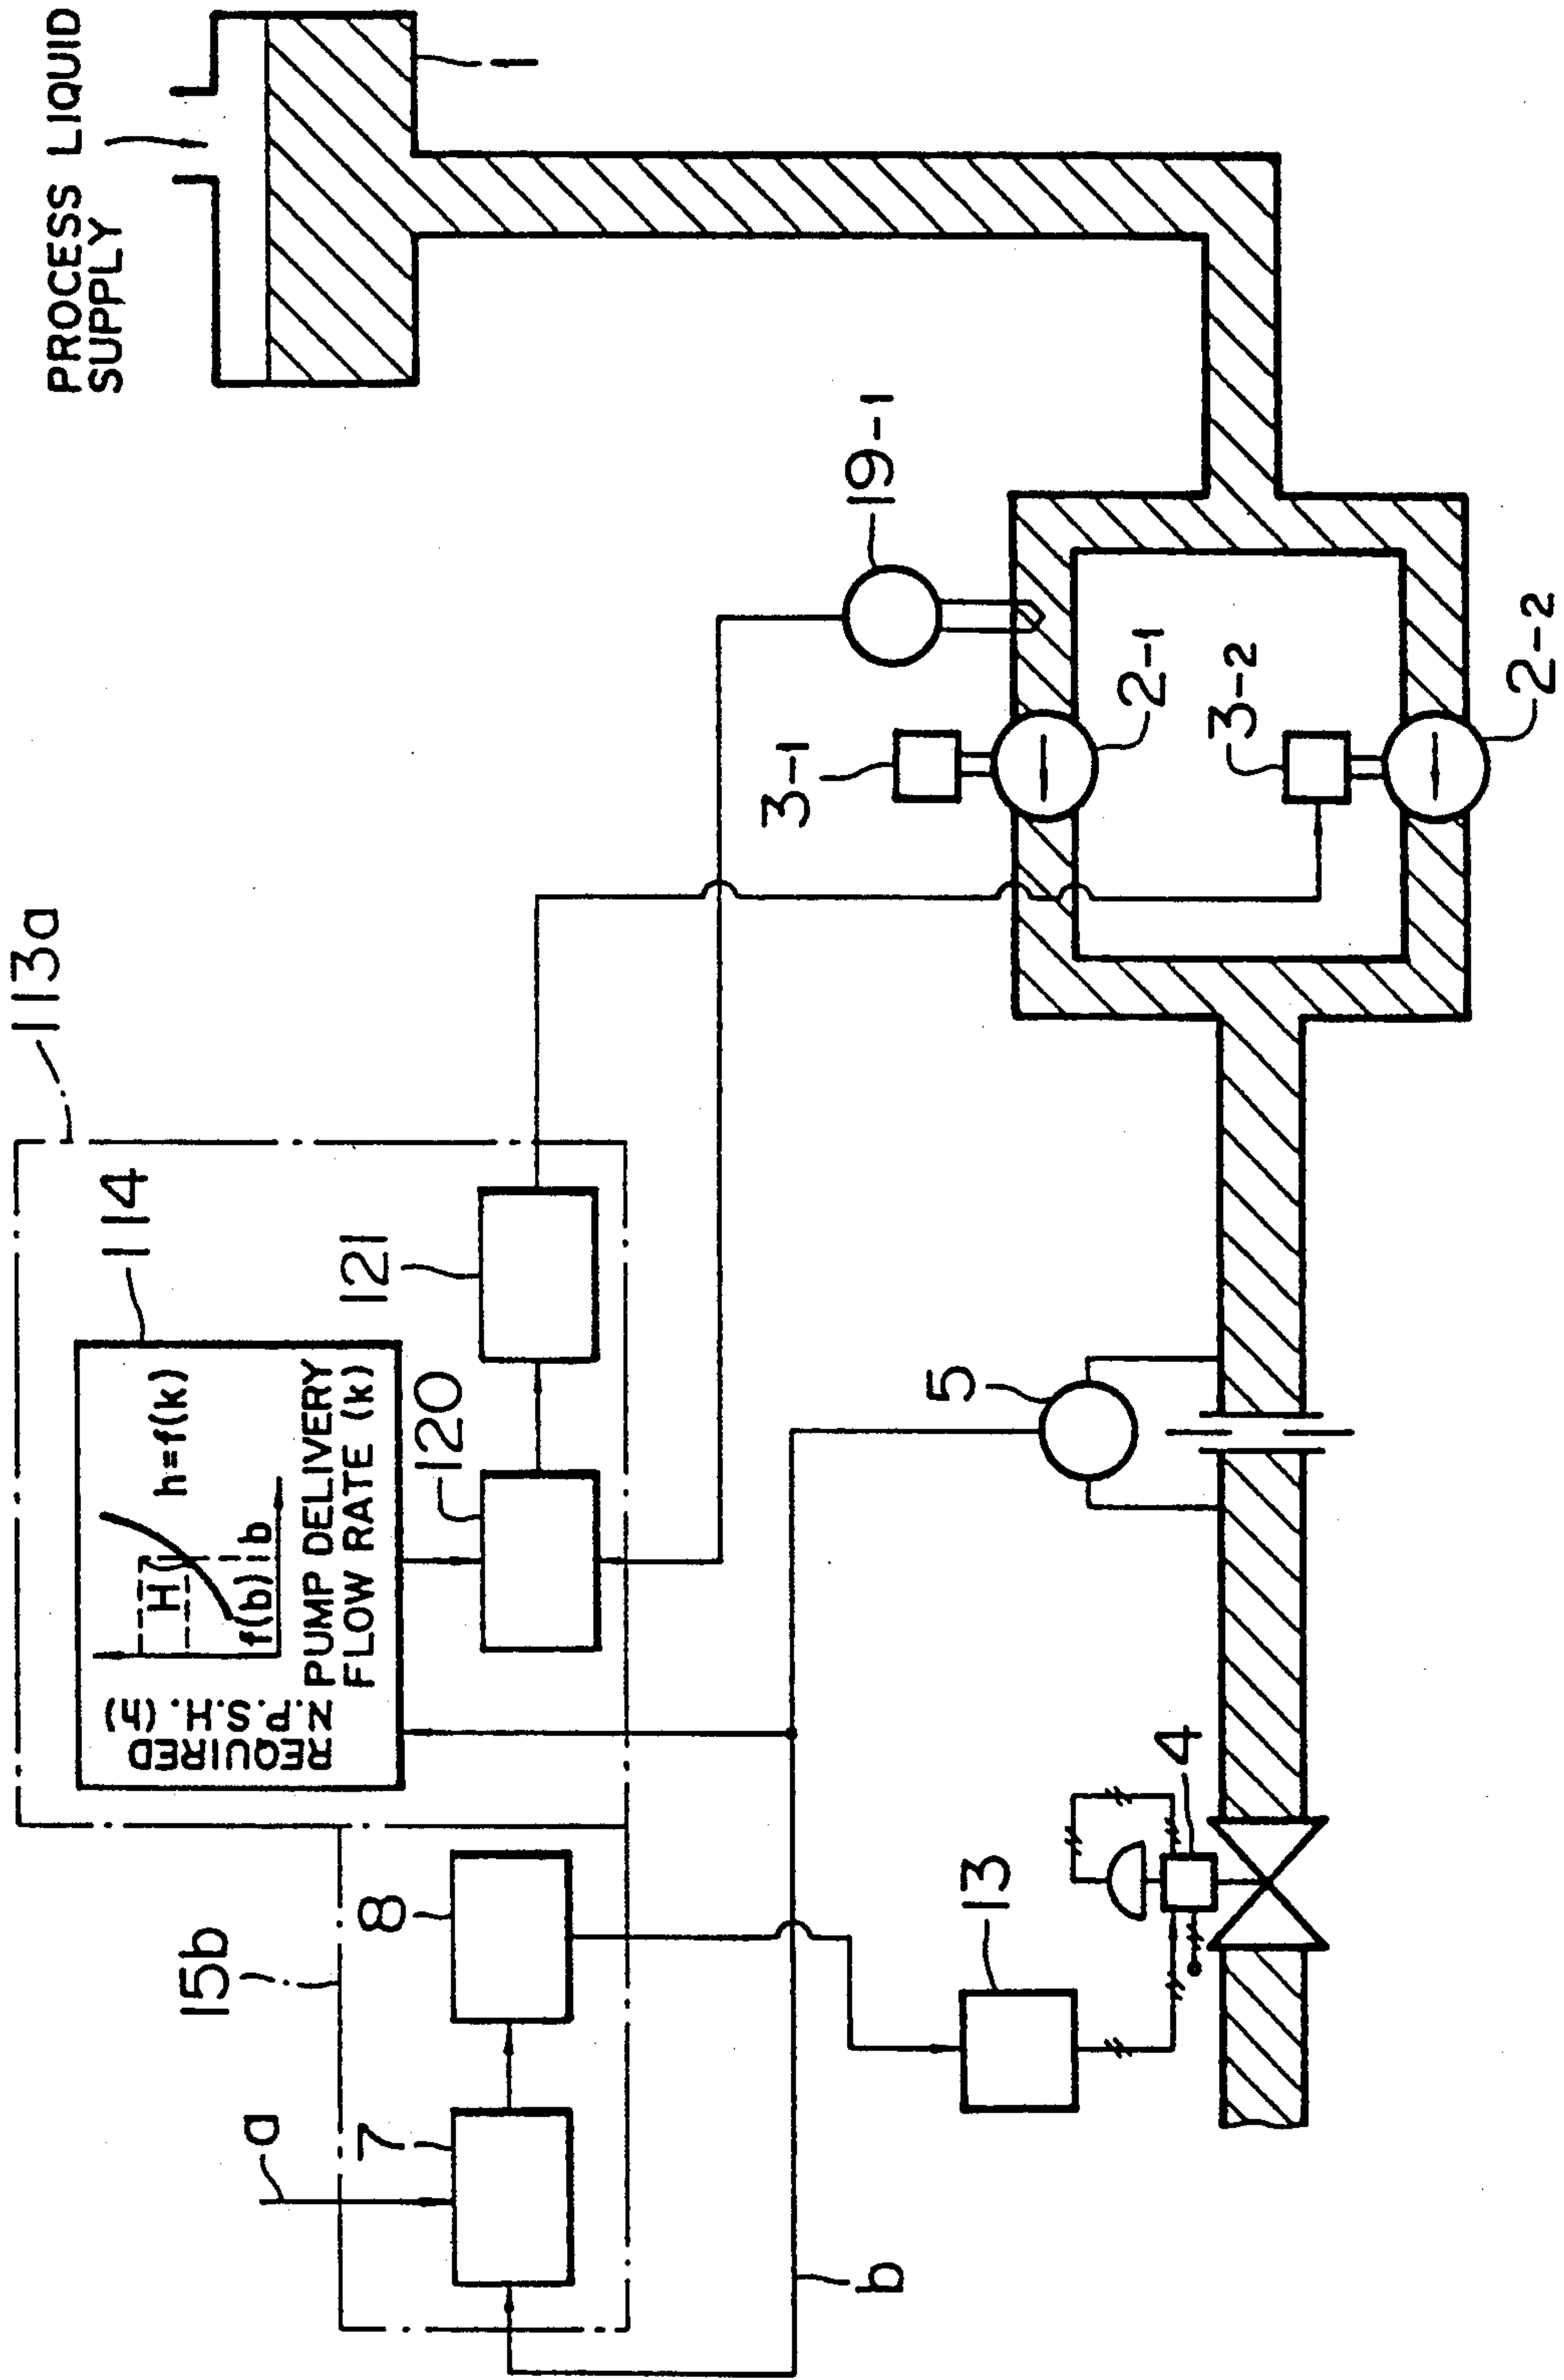 PROCESS LIQUID
SUPPLY
1
113a
114
h=f(k)
H
f(b)
b
REQUIRED
N.P.S.H. (h)
PUMP DELIVERY
FLOW RATE (k)
120
121
19-1
3-1
2-1
3-2
2-2
15b
a
7
8
5
13
4
b